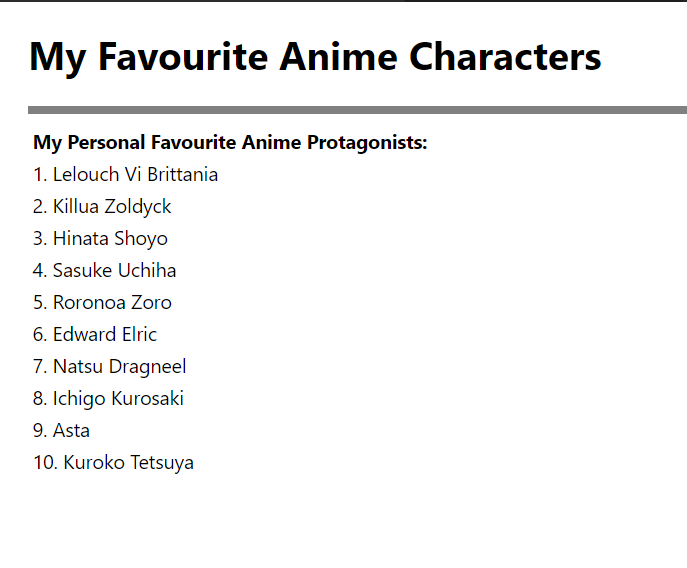 My Favourite Anime Characters
My Personal Favourite Anime Protagonists:
1. Lelouch Vi Brittania
2. Killua Zoldyck
3. Hinata Shoyo
4. Sasuke Uchiha
5. Roronoa Zoro
6. Edward Elric
7. Natsu Dragneel
8. Ichigo Kurosaki
9. Asta
10. Kuroko Tetsuya